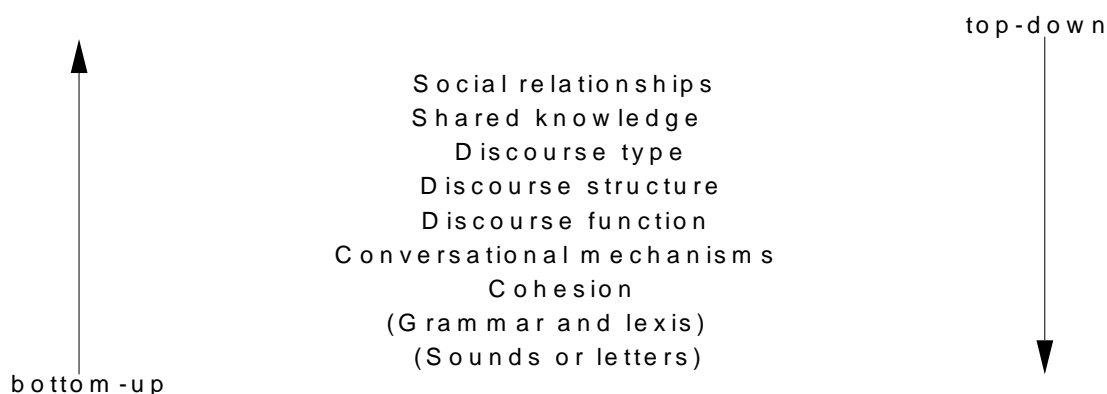 top-down
Social relationships
Shared knowledge
Discourse type
Discourse structure
Discourse function
Conversational mechanisms
Cohesion
(Grammar and lexis)
(Sounds or letters)
bottom-up